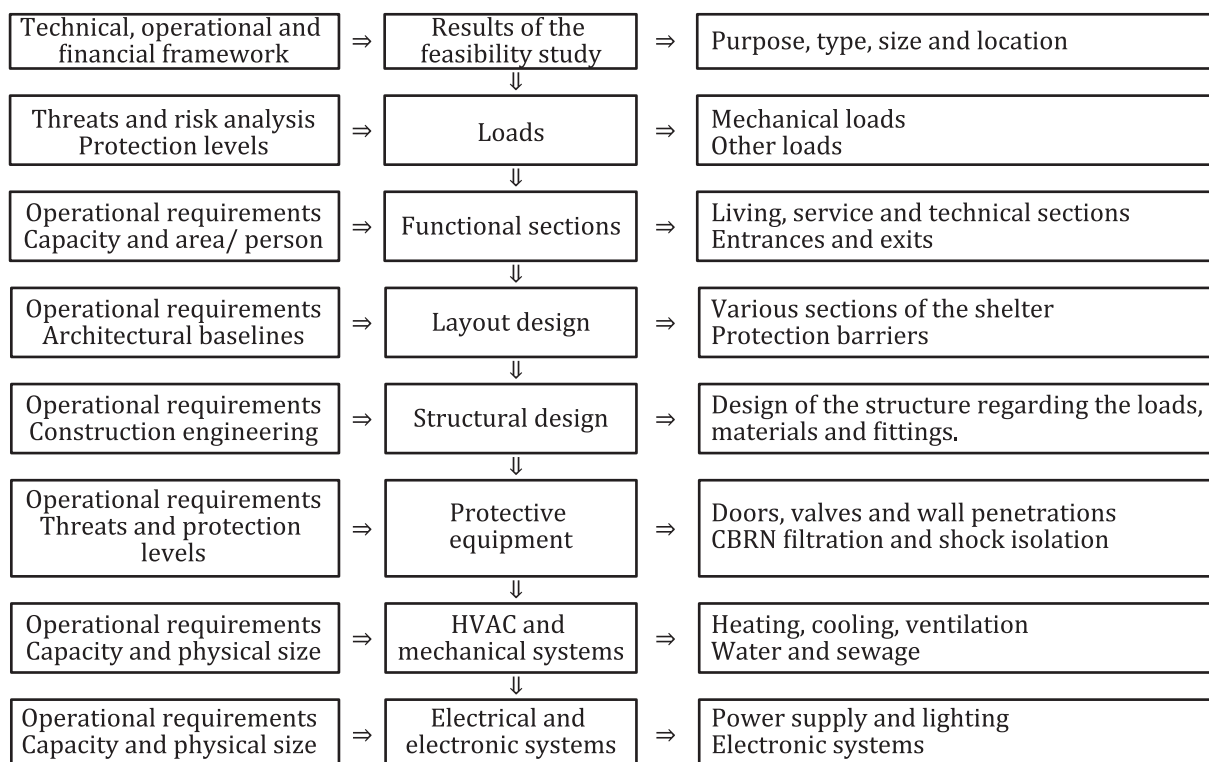 Technical, operational and
financial framework
⇒
Results of the
feasibility study
⇒
Purpose, type, size and location
⇓
Threats and risk analysis
Protection levels
⇒
Loads
⇒
Mechanical loads
Other loads
⇓
Operational requirements
Capacity and area/ person
⇒
Functional sections
⇒
Living, service and technical sections
Entrances and exits
⇓
Operational requirements
Architectural baselines
⇒
Layout design
⇒
Various sections of the shelter
Protection barriers
⇓
Operational requirements
Construction engineering
⇒
Structural design
⇒
Design of the structure regarding the loads,
materials and fittings.
⇓
Operational requirements
Threats and protection
levels
⇒
Protective
equipment
⇒
Doors, valves and wall penetrations
CBRN filtration and shock isolation
⇓
Operational requirements
Capacity and physical size
⇒
HVAC and
mechanical systems
⇒
Heating, cooling, ventilation
Water and sewage
⇓
Operational requirements
Capacity and physical size
⇒
Electrical and
electronic systems
⇒
Power supply and lighting
Electronic systems